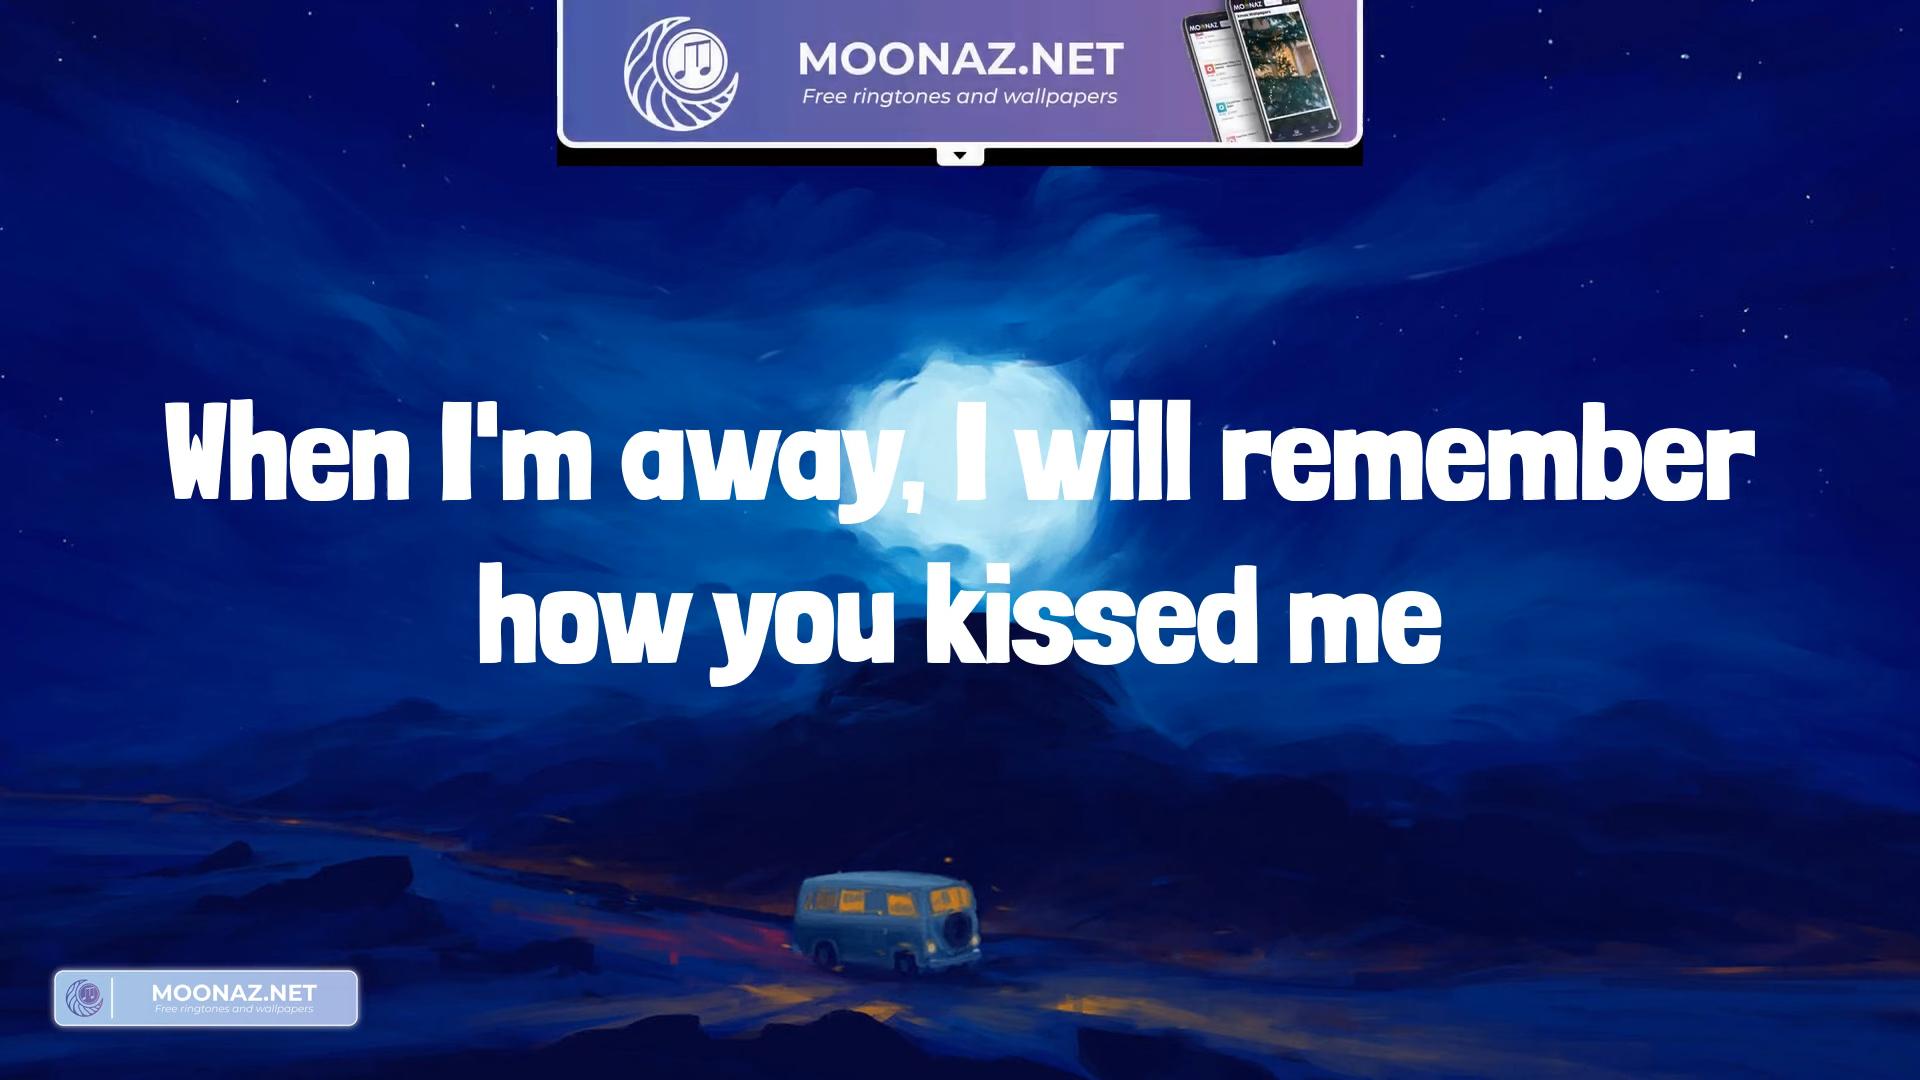 MOONAZ.NET
Free ringtones and wallpapers
When I'm away, I will remember
how you kissed me
MOONAZ.NET
Free ringtones and wallpapers